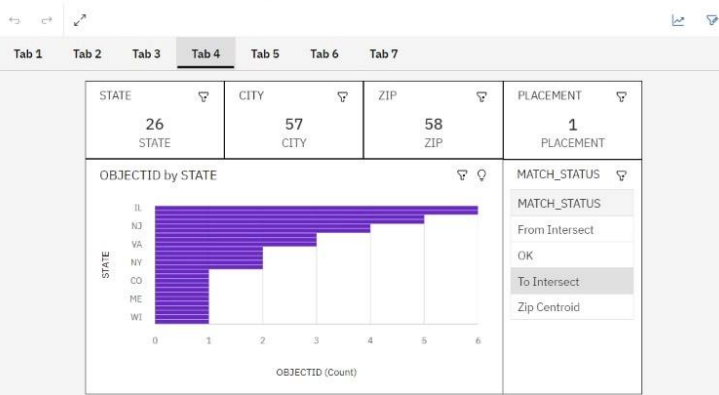 Tab 1 Tab 2 Tab 3 Tab 4 Tab 5 Tab 6 Tab 7
STATE CITY ZIP PLACEMENT
26 57 58 1
STATE CITY ZIP PLACEMENT
OBJECTID by STATE
IL
NJ
VA
NY
CO
ME
WI
STATE
0 1 2 3 4 5 6
OBJECTID (Count)
MATCH_STATUS
MATCH_STATUS
From Intersect
OK
To Intersect
Zip Centroid